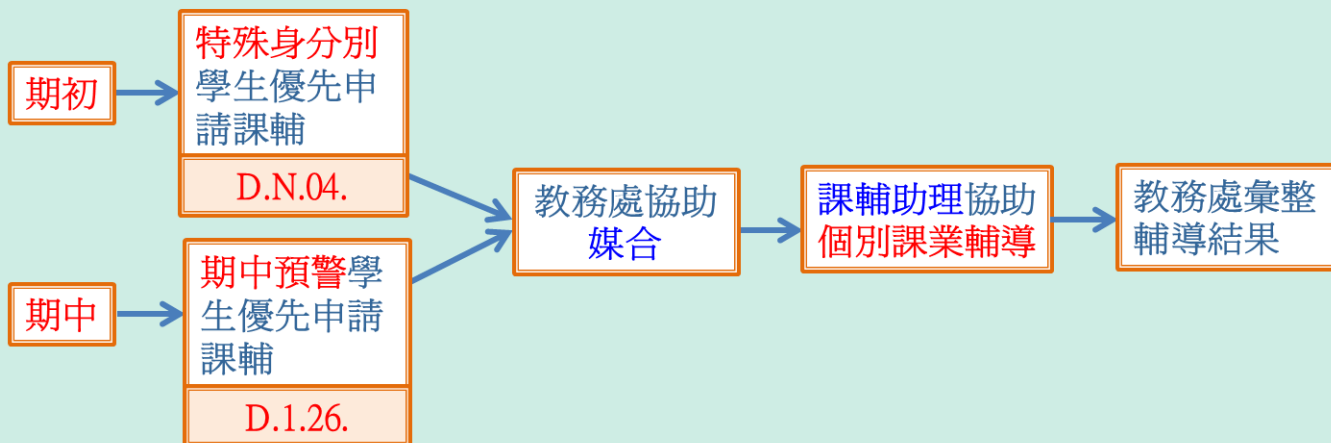 期初
特殊身分別
學生優先申
請課輔
D.N.04.
期中
期中預警學
生優先申請
課輔
D.1.26.
教務處協助
媒合
課輔助理協助
個別課業輔導
教務處彙整
輔導結果